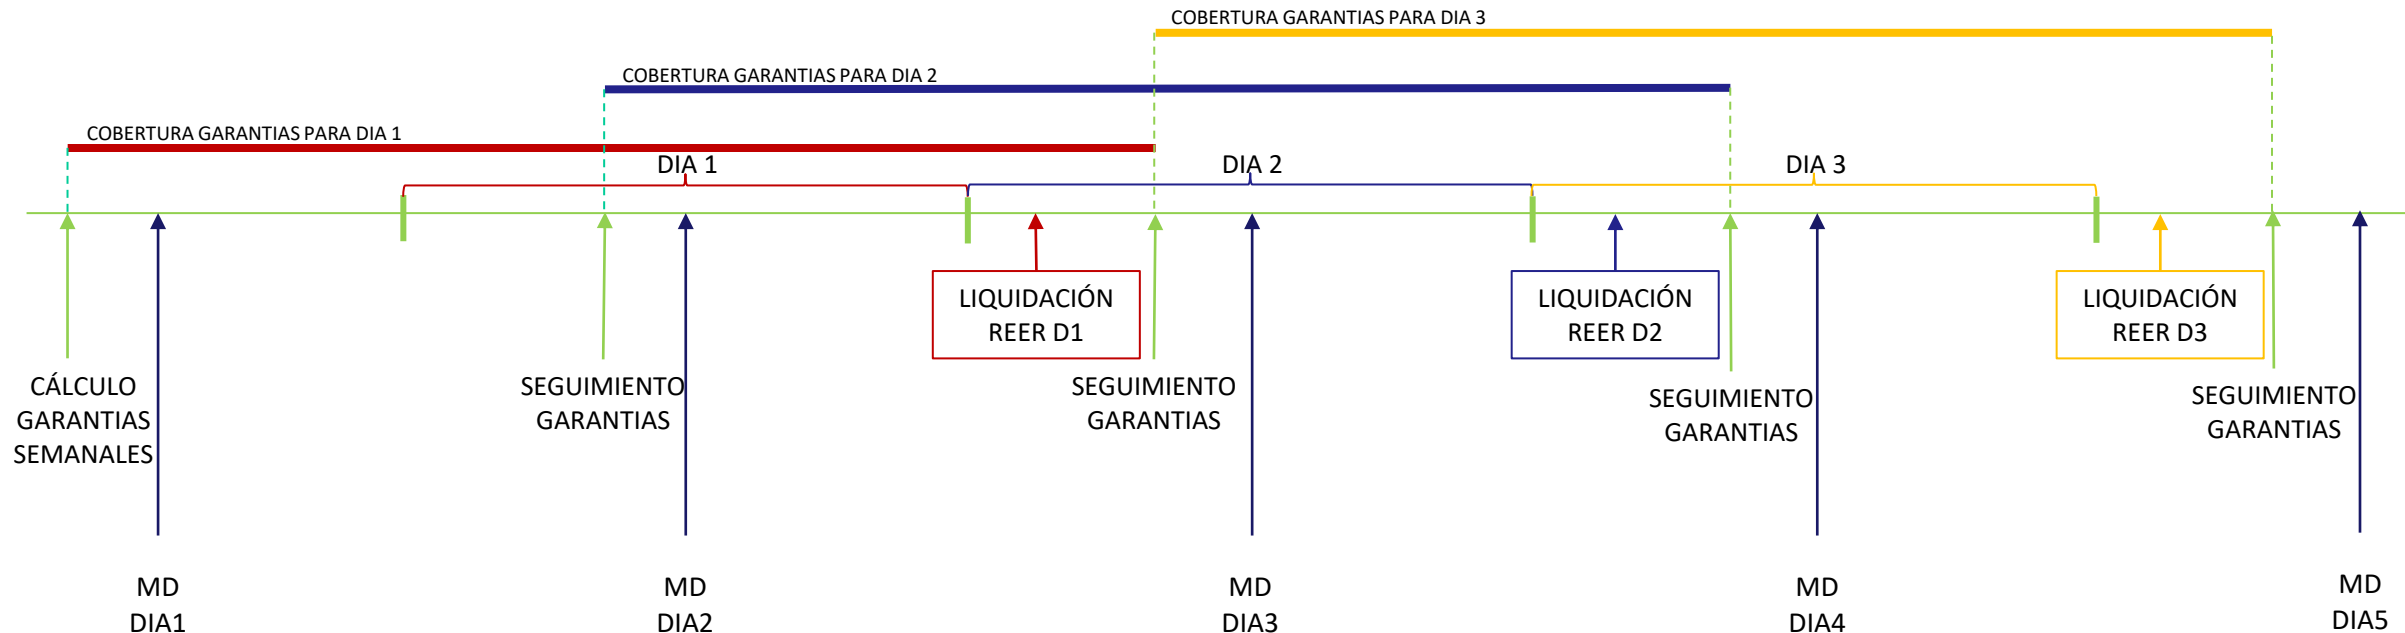 COBERTURA GARANTIAS PARA DIA 3
COBERTURA GARANTIAS PARA DIA 2
COBERTURA GARANTIAS PARA DIA 1
DIA 1
DIA 2
DIA 3
LIQUIDACIÓN
REER D1
LIQUIDACIÓN
REER D2
LIQUIDACIÓN
REER D3
CÁLCULO
GARANTIAS
SEMANALES
SEGUIMIENTO
GARANTIAS
SEGUIMIENTO
GARANTIAS
SEGUIMIENTO
GARANTIAS
SEGUIMIENTO
GARANTIAS
MD
DIA1
MD
DIA2
MD
DIA3
MD
DIA4
MD
DIA5